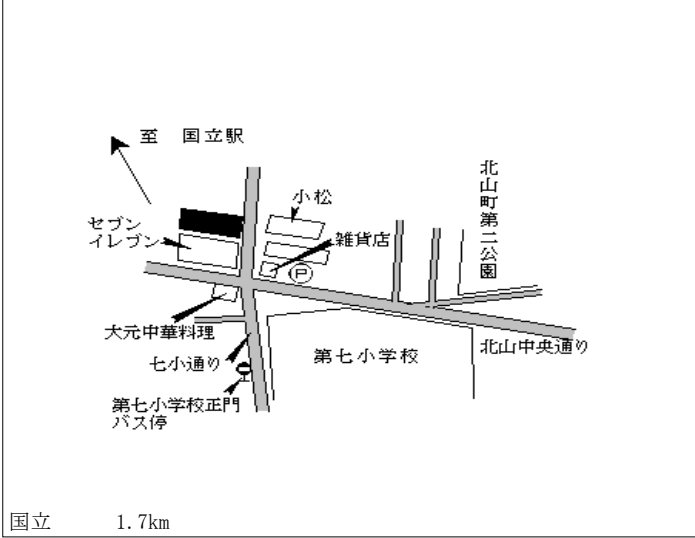 至 国立駅
北山町第二公園
小松
セブン
イレブン
雑貨店
P
大元中華料理
七小通り
第七小学校
北山中央通り
第七小学校正門
バス停
国立 1.7km